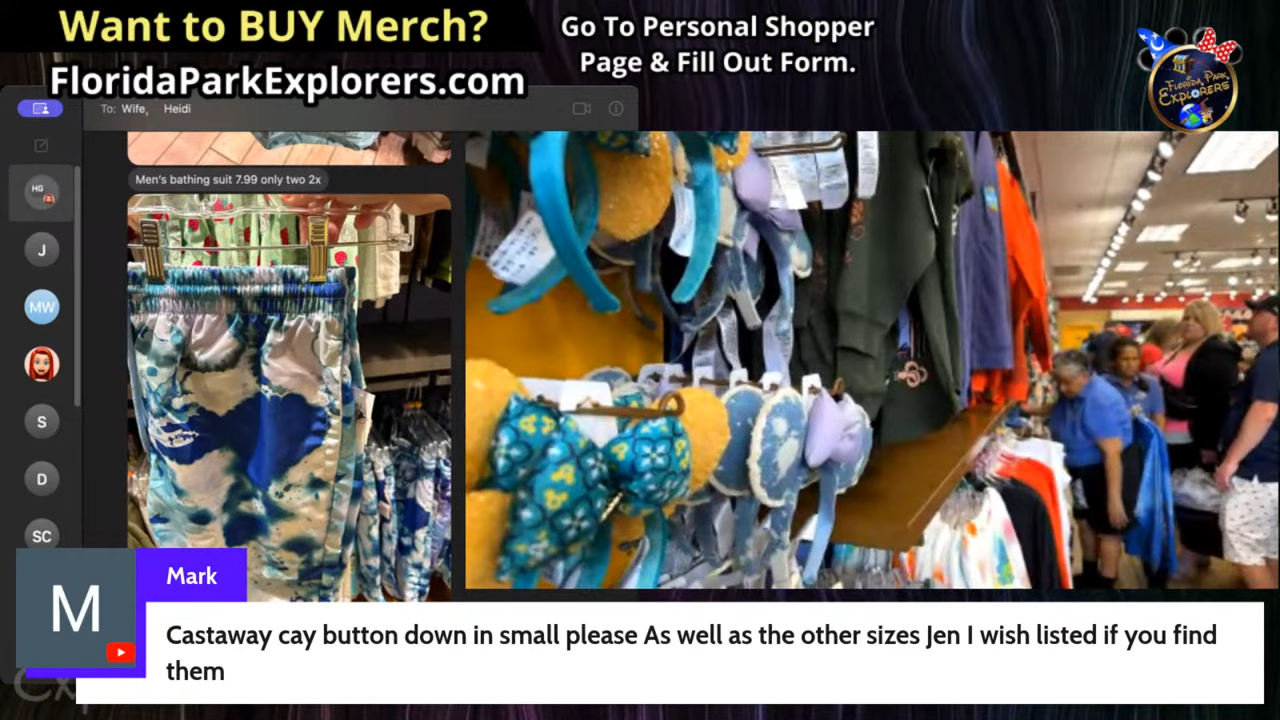 Want to BUY Merch?
FloridaParkExplorers.com
Go To Personal Shopper
Page & Fill Out Form.
FLORIDA PARK
EXPLORERS
To: Wife, Heidi
HG
J
MW
S
D
SC
Men's bathing suit 7.99 only two 2x
M
Mark
Castaway cay button down in small please As well as the other sizes Jen I wish listed if you find
them